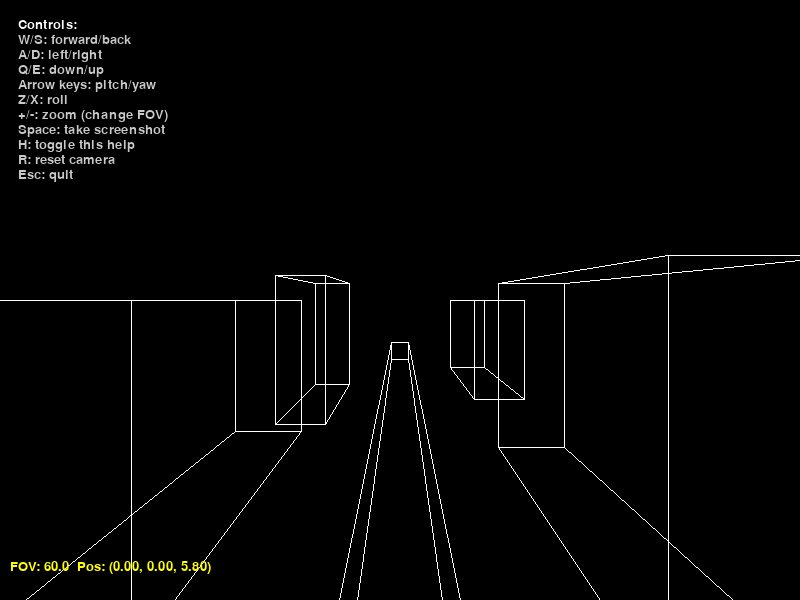 Controls:
W/S: forward/back
A/D: left/right
Q/E: down/up
Arrow keys: pitch/yaw
Z/X: roll
+/-: zoom (change FOV)
Space: take screenshot
H: toggle this help
R: reset camera
Esc: quit
FOV: 60.0  Pos: (0.00, 0.00, 5.80)